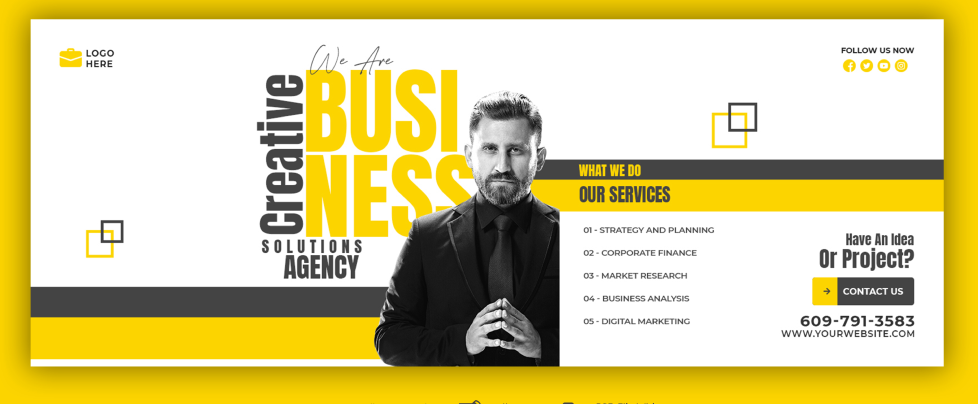 LOGO
HERE
FOLLOW US NOW
We Are
Creative
BUSI
NESS
SOLUTIONS
AGENCY
WHAT WE DO
OUR SERVICES
01 - STRATEGY AND PLANNING
02 - CORPORATE FINANCE
03 - MARKET RESEARCH
04 - BUSINESS ANALYSIS
05 - DIGITAL MARKETING
Have An Idea
Or Project?
CONTACT US
609-791-3583
WWW.YOURWEBSITE.COM